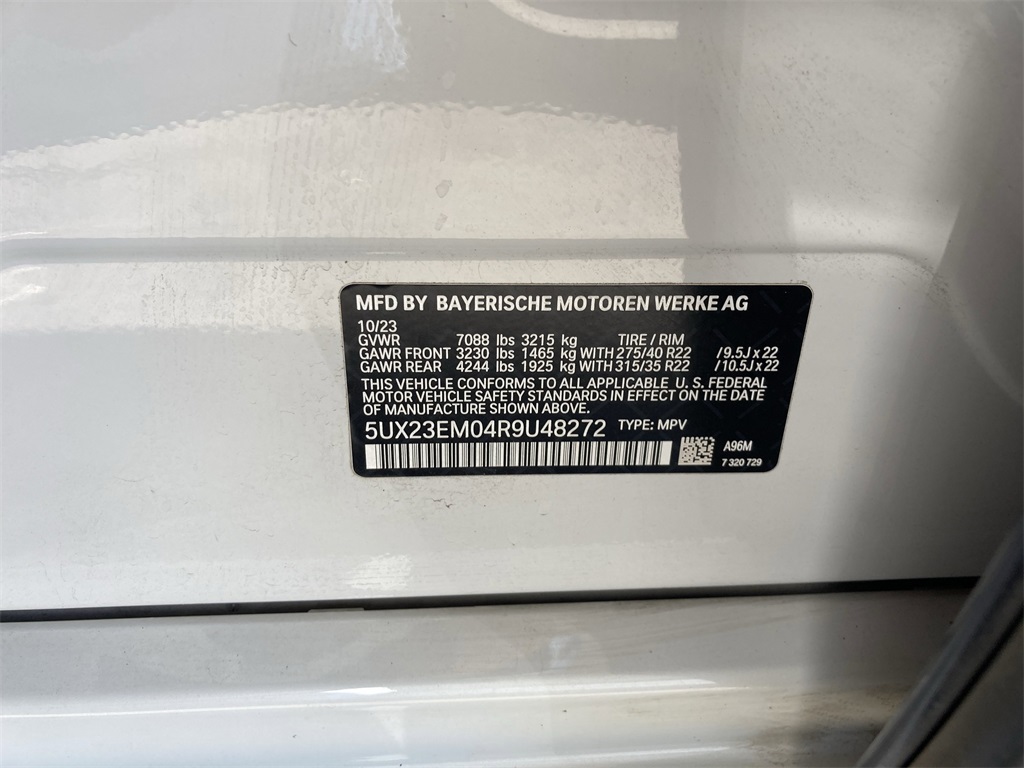 MFD BY BAYERISCHE MOTOREN WERKE AG
10/23
GVWR 7088 lbs 3215 kg TIRE / RIM
GAWR FRONT 3230 lbs 1465 kg WITH 275/40 R22 /9.5J x 22
GAWR REAR 4244 lbs 1925 kg WITH 315/35 R22 /10.5J x 22
THIS VEHICLE CONFORMS TO ALL APPLICABLE U. S. FEDERAL
MOTOR VEHICLE SAFETY STANDARDS IN EFFECT ON THE DATE
OF MANUFACTURE SHOWN ABOVE.
5UX23EM04R9U48272 TYPE: MPV
A96M
7 320 729